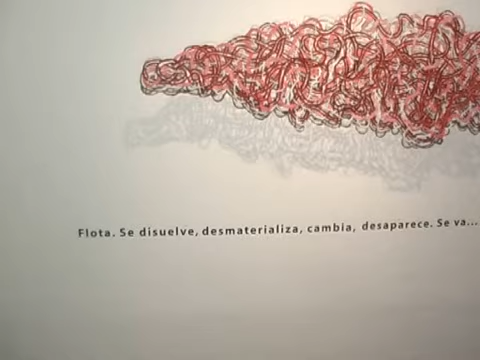 Flota. Se disuelve, desmaterializa, cambia, desaparece. Se va...